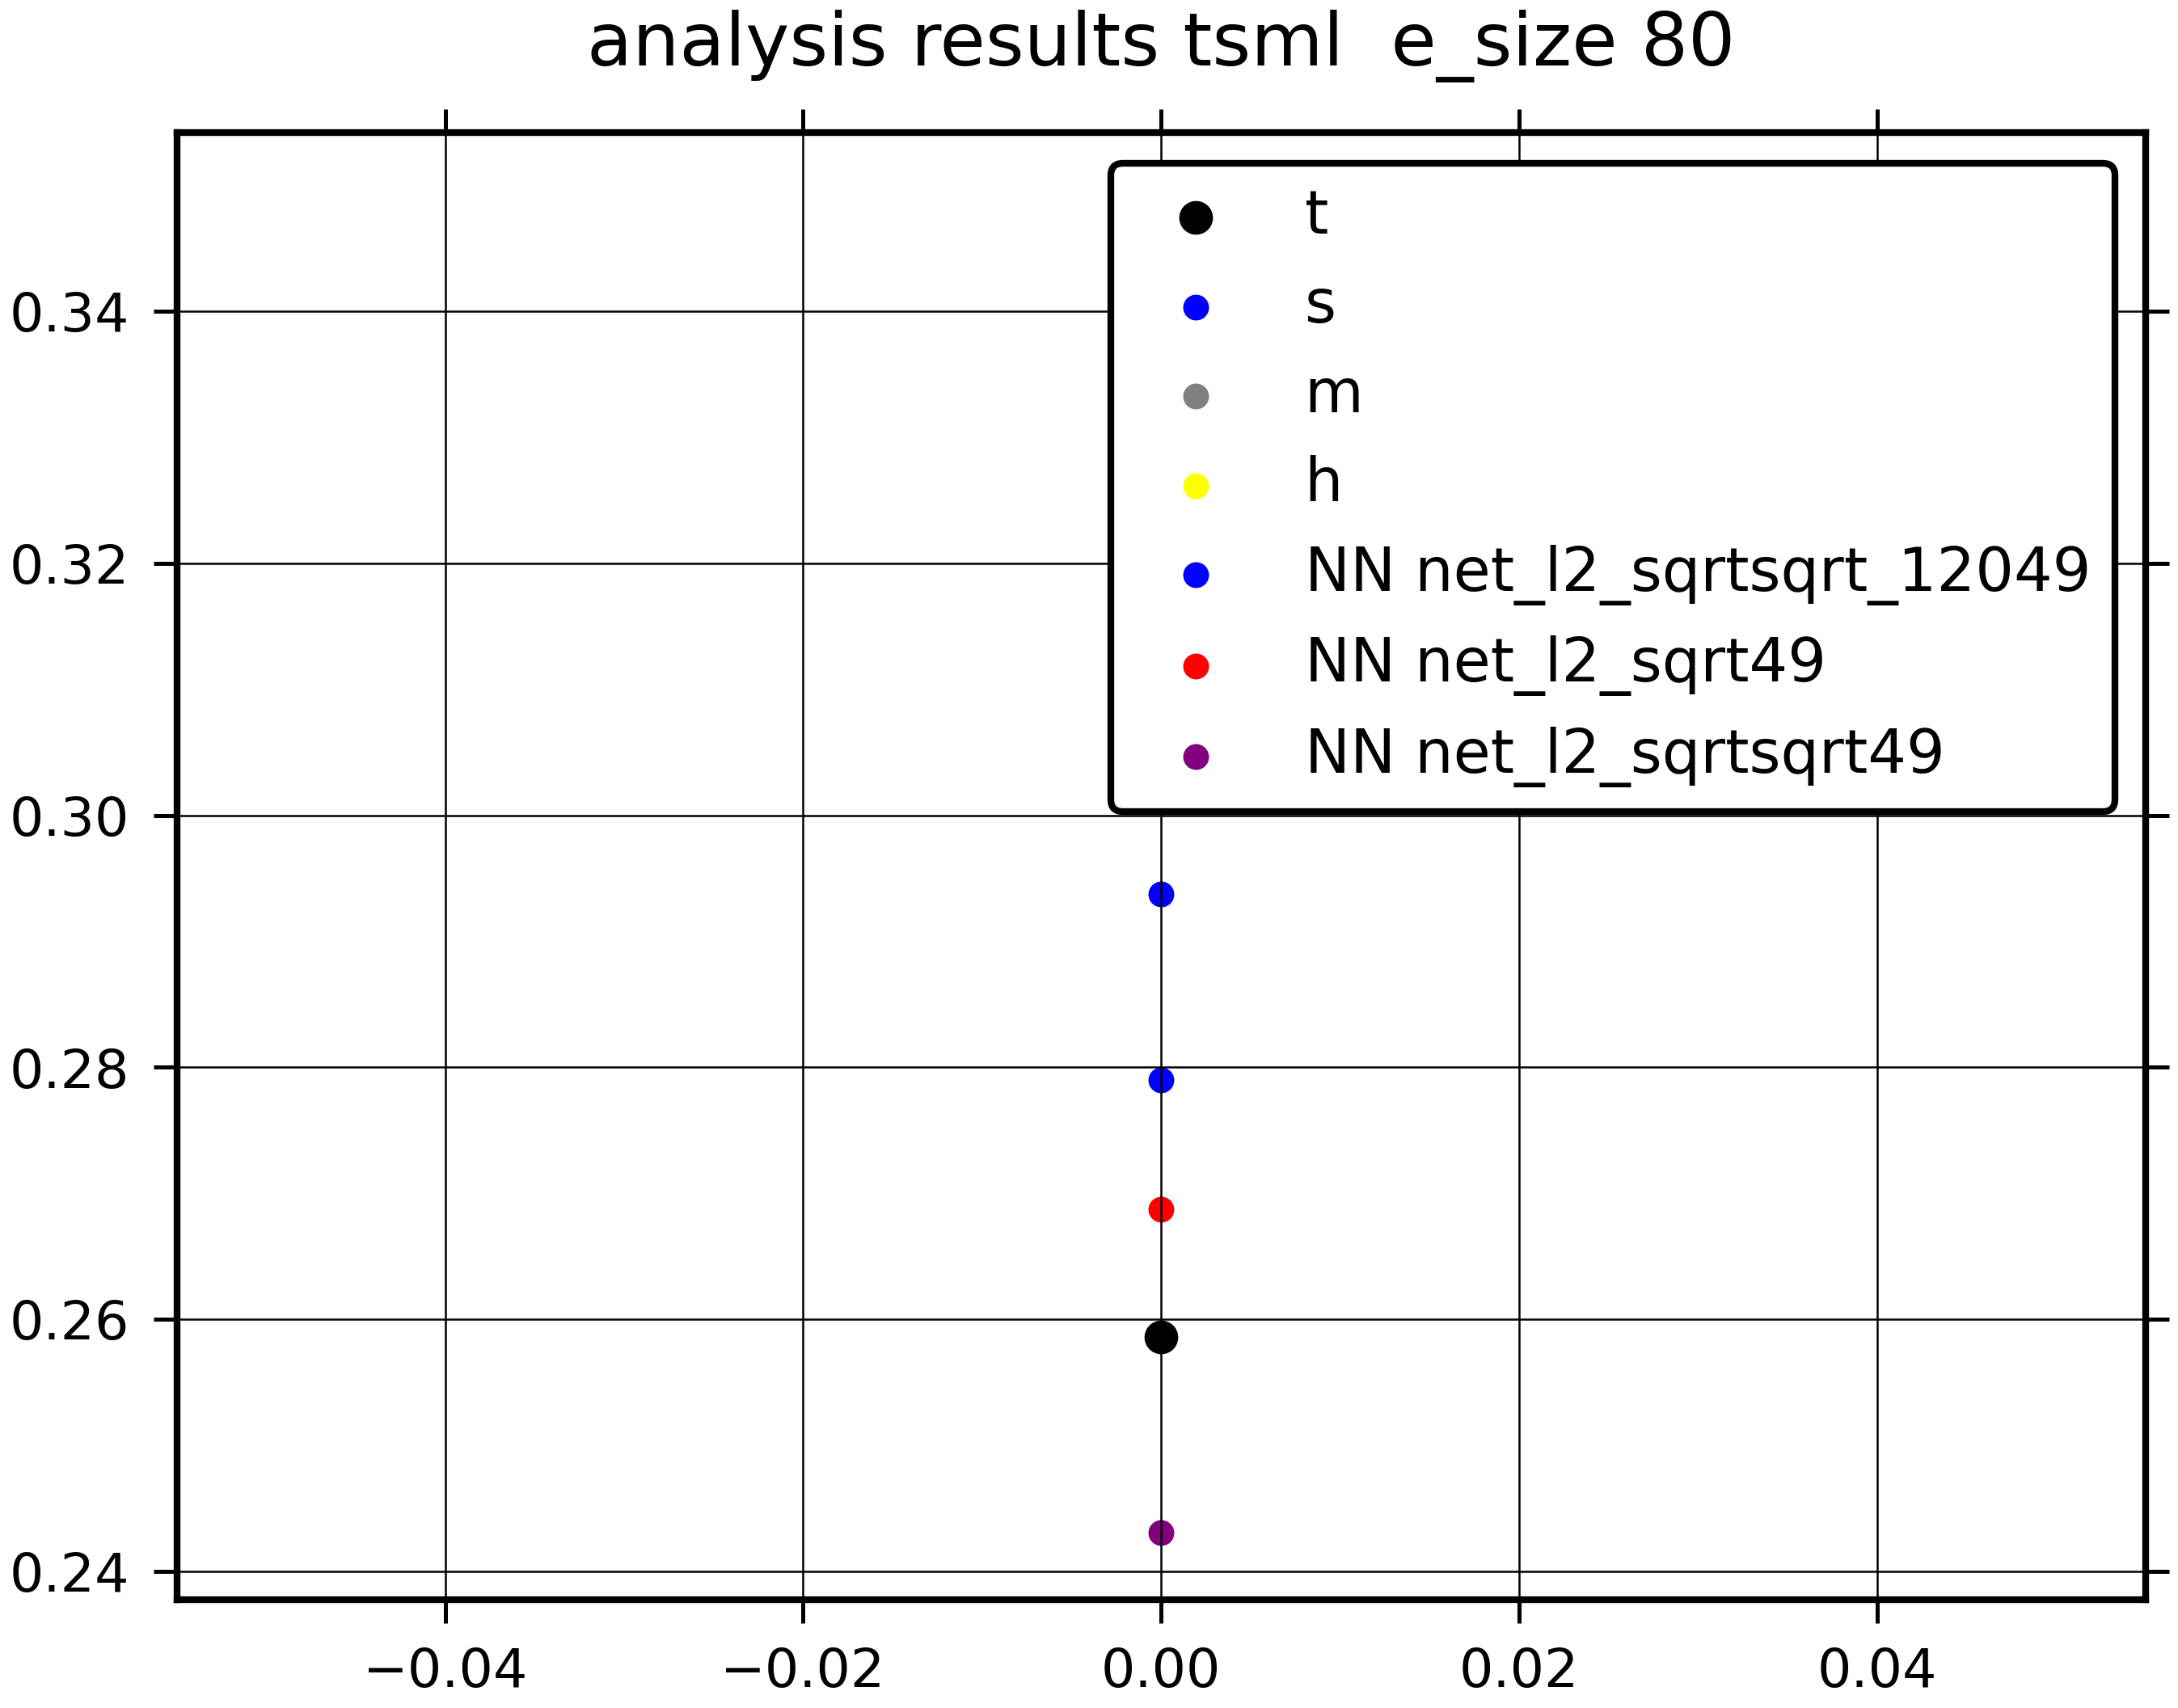 analysis results tsml  e_size 80
t
s
m
h
NN net_l2_sqrtsqrt_12049
NN net_l2_sqrt49
NN net_l2_sqrtsqrt49
0.34
0.32
0.30
0.28
0.26
0.24
−0.04 −0.02 0.00 0.02 0.04